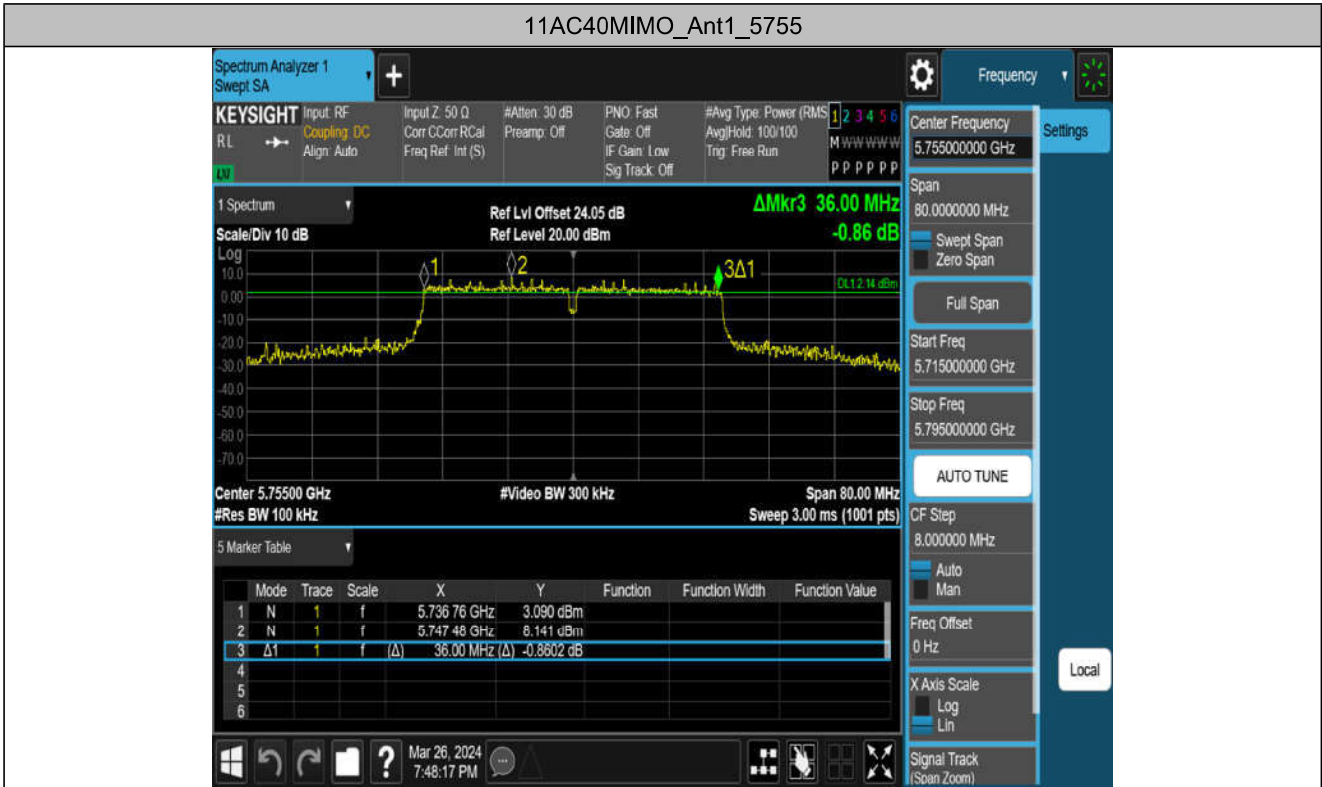 11AC40MIMO_Ant1_5755
Spectrum Analyzer 1
Swept SA
+
Frequency
KEYSIGHT
RL
LXI
Input: RF
Coupling: DC
Align: Auto
Input Z: 50 Ω
Corr CCorr RCal
Freq Ref: Int (S)
#Atten: 30 dB
Preamp: Off
PNO: Fast
Gate: Off
IF Gain: Low
Sig Track: Off
#Avg Type: Power (RMS
Avg|Hold: 100/100
Trig: Free Run
1 2 3 4 5 6
M W W W W W
P P P P P P
1 Spectrum
Scale/Div 10 dB
Ref Lvl Offset 24.05 dB
Ref Level 20.00 dBm
ΔMkr3 36.00 MHz
-0.86 dB
Log
10.0
0.00
-10.0
-20.0
-30.0
-40.0
-50.0
-60.0
-70.0
1
2
3Δ1
DL1 2.14 dBm
Center 5.75500 GHz
#Res BW 100 kHz
#Video BW 300 kHz
Span 80.00 MHz
Sweep 3.00 ms (1001 pts)
5 Marker Table
Mode Trace Scale X Y Function Function Width Function Value
1 N 1 f 5.736 76 GHz 3.090 dBm
2 N 1 f 5.747 48 GHz 8.141 dBm
3 Δ1 1 f (Δ) 36.00 MHz (Δ) -0.8602 dB
4
5
6
?
Mar 26, 2024
7:48:17 PM
Center Frequency
5.755000000 GHz
Settings
Span
80.0000000 MHz
Swept Span
Zero Span
Full Span
Start Freq
5.715000000 GHz
Stop Freq
5.795000000 GHz
AUTO TUNE
CF Step
8.000000 MHz
Auto
Man
Freq Offset
0 Hz
X Axis Scale
Log
Lin
Local
Signal Track
(Span Zoom)